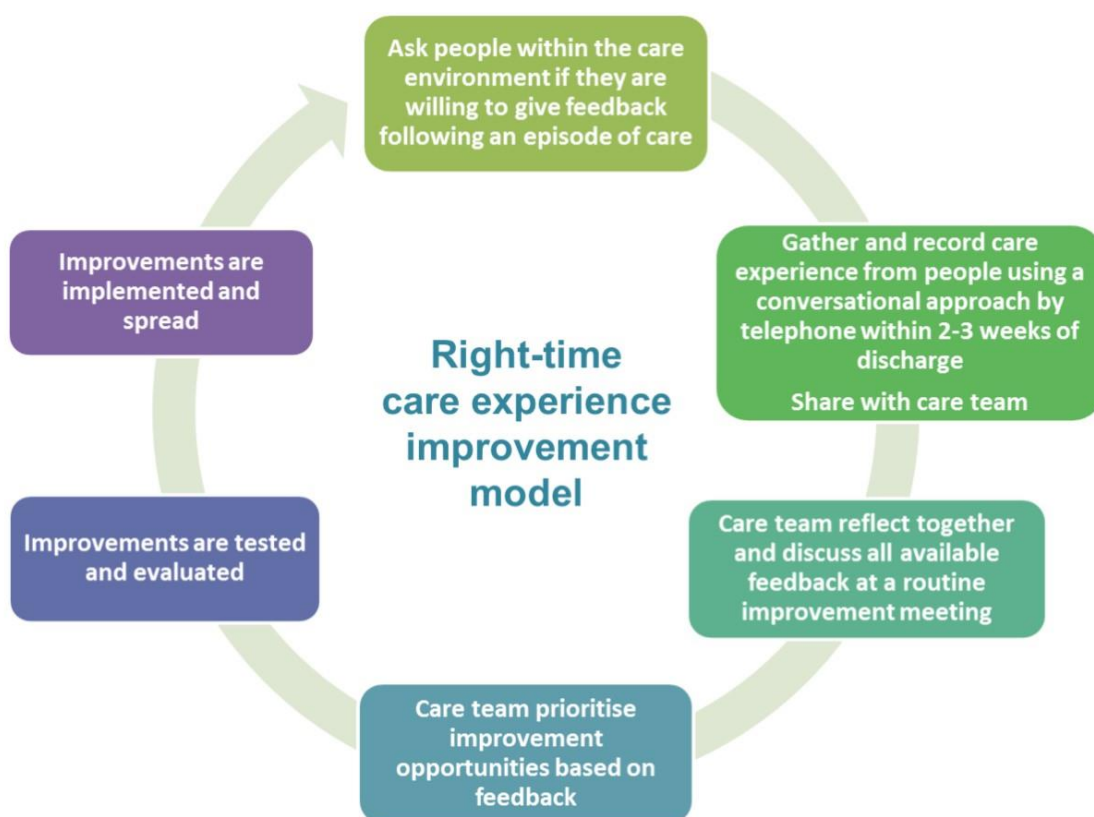 Ask people within the care
environment if they are
willing to give feedback
following an episode of care
Gather and record care
experience from people using a
conversational approach by
telephone within 2-3 weeks of
discharge
Share with care team
Care team reflect together
and discuss all available
feedback at a routine
improvement meeting
Care team prioritise
improvement
opportunities based on
feedback
Improvements are tested
and evaluated
Improvements are
implemented and
spread
Right-time
care experience
improvement
model